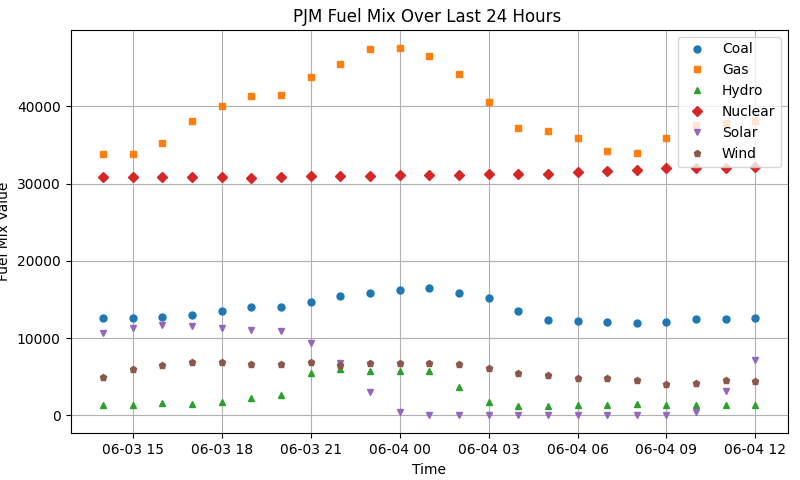 PJM Fuel Mix Over Last 24 Hours
Coal
Gas
Hydro
Nuclear
Solar
Wind
40000
30000
20000
10000
0
Fuel Mix Value
06-03 15 06-03 18 06-03 21 06-04 00 06-04 03 06-04 06 06-04 09 06-04 12
Time